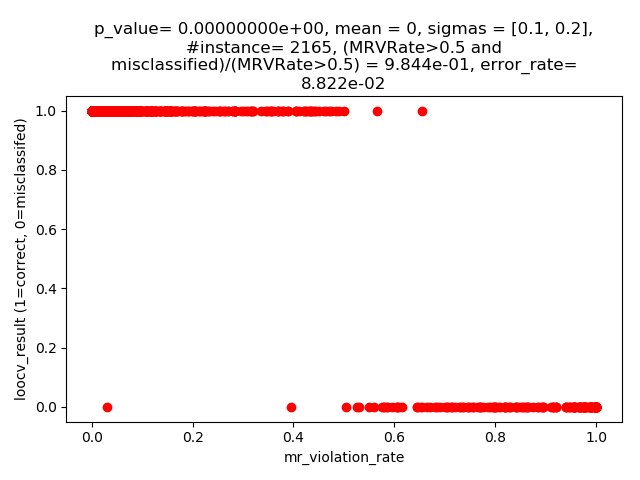 p_value= 0.00000000e+00, mean = 0, sigmas = [0.1, 0.2],
#instance= 2165, (MRVRate>0.5 and
misclassified)/(MRVRate>0.5) = 9.844e-01, error_rate=
8.822e-02
loocv_result (1=correct, 0=misclassifed)
1.0
0.8
0.6
0.4
0.2
0.0
0.0 0.2 0.4 0.6 0.8 1.0
mr_violation_rate